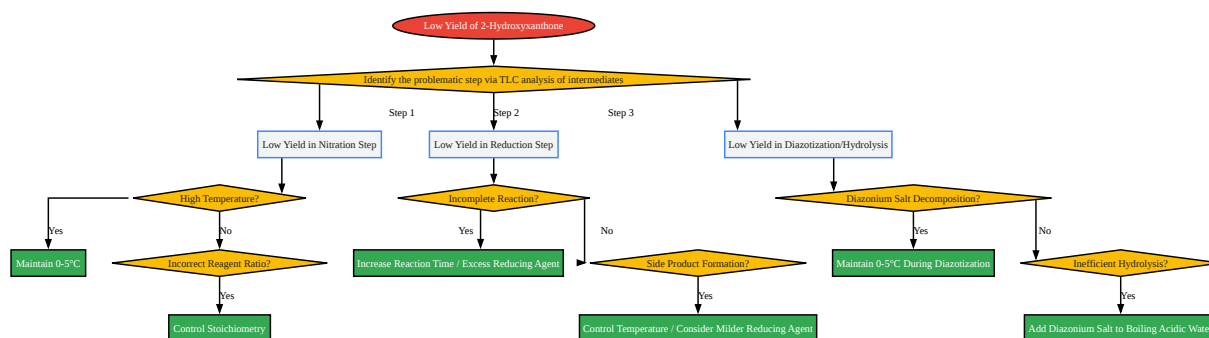 Low Yield of 2-Hydroxyxanthone
Identify the problematic step via TLC analysis of intermediates
Step 1
Step 2
Step 3
Low Yield in Nitration Step
Low Yield in Reduction Step
Low Yield in Diazotization/Hydrolysis
High Temperature?
Incomplete Reaction?
Diazonium Salt Decomposition?
Yes
No
Yes
No
Yes
No
Maintain 0-5°C
Incorrect Reagent Ratio?
Increase Reaction Time / Excess Reducing Agent
Side Product Formation?
Maintain 0-5°C During Diazotization
Inefficient Hydrolysis?
Yes
Yes
Yes
Control Stoichiometry
Control Temperature / Consider Milder Reducing Agent
Add Diazonium Salt to Boiling Acidic Wate